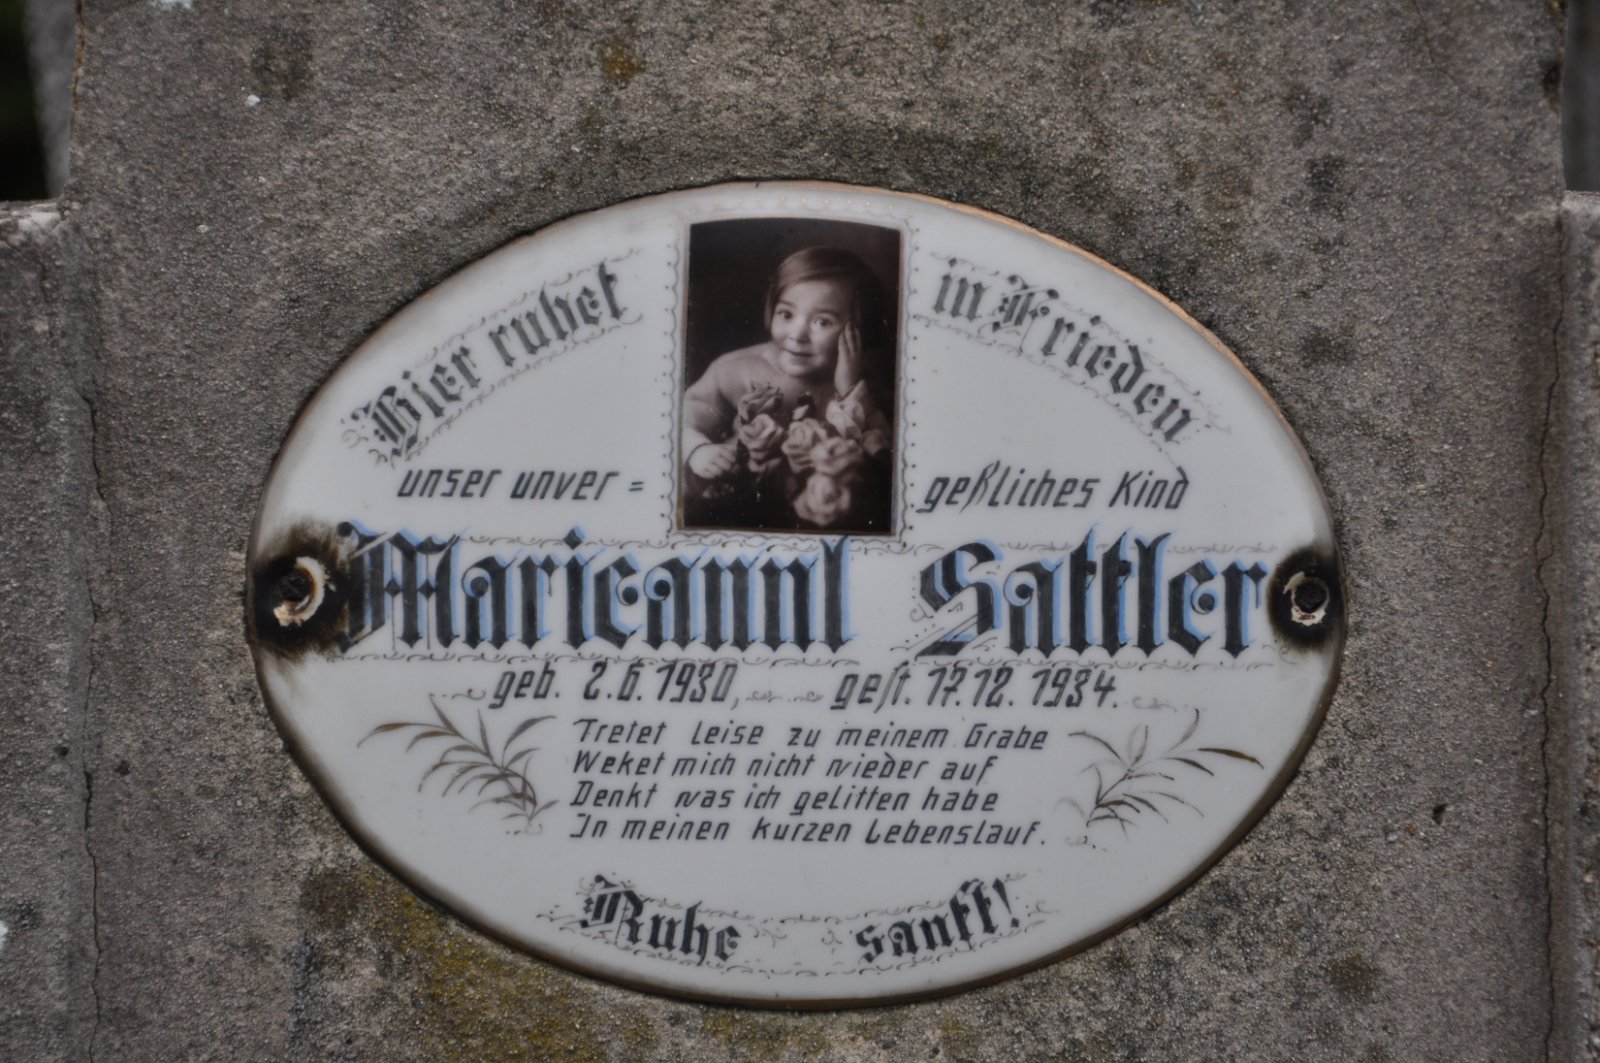 Hier ruhet in Frieden
unser unver= geßliches Kind
Marieannl Sattler
geb. 2.6.1930, gest. 17.12.1934.
Tretet leise zu meinem Grabe
Weket mich nicht wieder auf
Denkt was ich gelitten habe
In meinen kurzen Lebenslauf.
Ruhe sanft!